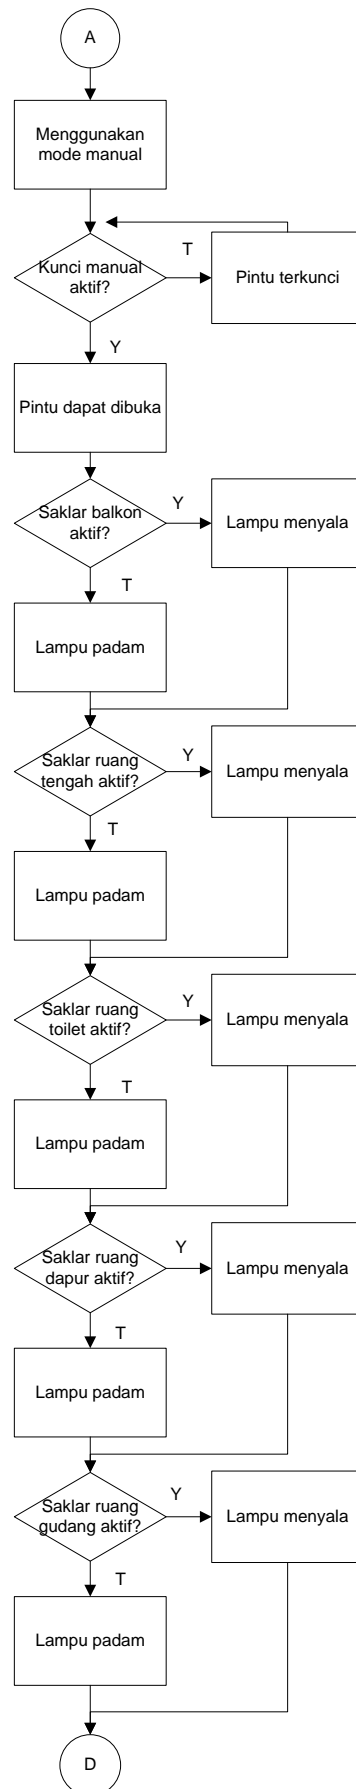 A
Menggunakan
mode manual
Kunci manual
aktif?
T
Pintu terkunci
Y
Pintu dapat dibuka
Saklar balkon
aktif?
Y
Lampu menyala
T
Lampu padam
Saklar ruang
tengah aktif?
Y
Lampu menyala
T
Lampu padam
Saklar ruang
toilet aktif?
Y
Lampu menyala
T
Lampu padam
Saklar ruang
dapur aktif?
Y
Lampu menyala
T
Lampu padam
Saklar ruang
gudang aktif?
Y
Lampu menyala
T
Lampu padam
D